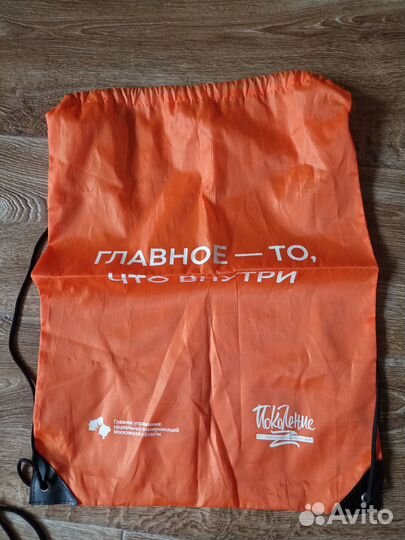 ГЛАВНОЕ — ТО,
ЧТО ВНУТРИ
Главное управление
социальных коммуникаций
Московской области
Поколение
Avito